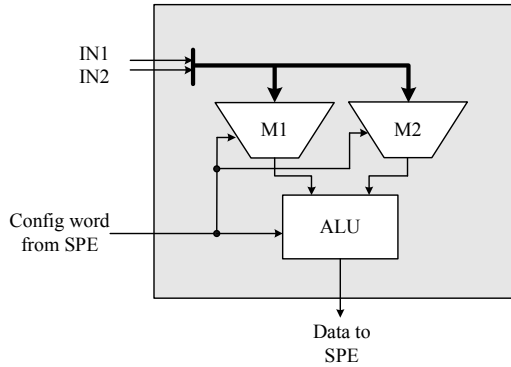 IN1
IN2
M1
M2
Config word
from SPE
ALU
Data to
SPE